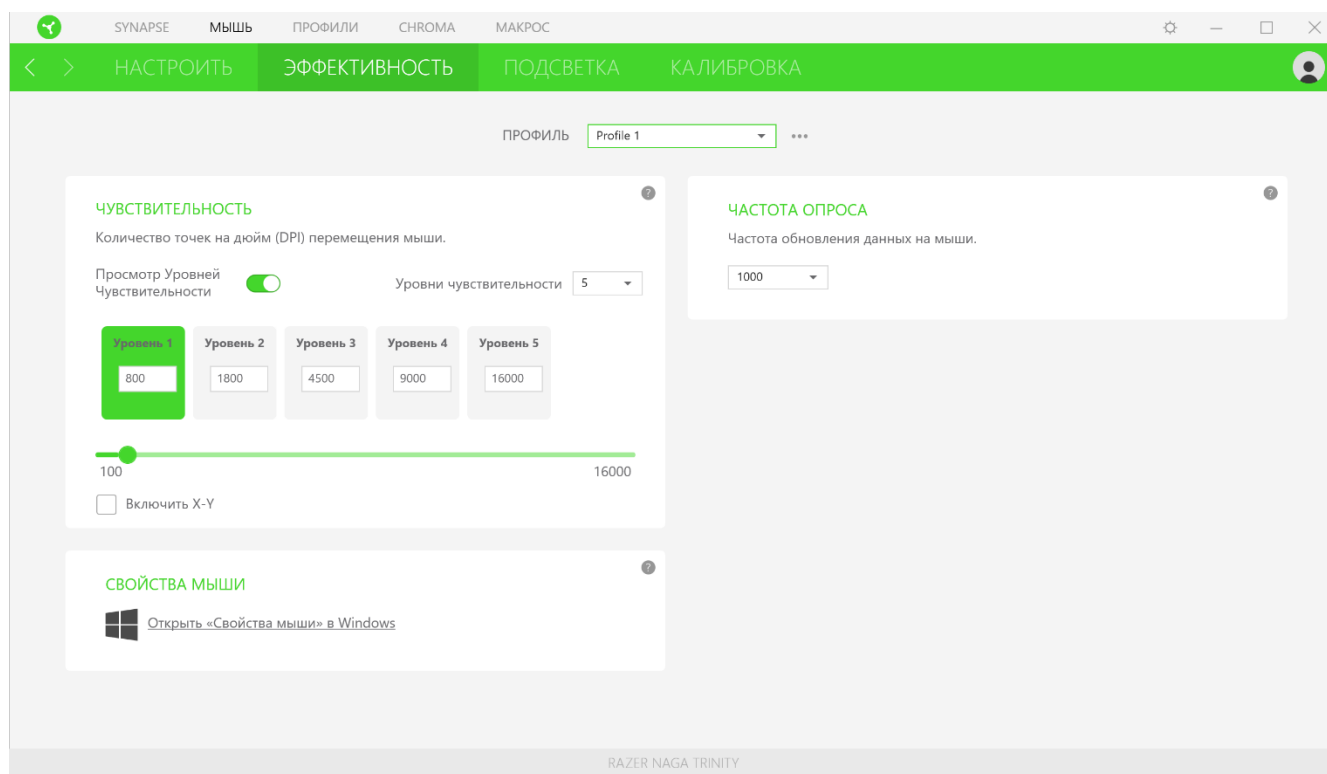 SYNAPSE МЫШЬ ПРОФИЛИ CHROMA МАКРОС
НАСТРОИТЬ ЭФФЕКТИВНОСТЬ ПОДСВЕТКА КАЛИБРОВКА
ПРОФИЛЬ Profile 1
ЧУВСТВИТЕЛЬНОСТЬ
Количество точек на дюйм (DPI) перемещения мыши.
Просмотр Уровней
Чувствительности
Уровни чувствительности 5
Уровень 1 Уровень 2 Уровень 3 Уровень 4 Уровень 5
800 1800 4500 9000 16000
100 16000
Включить X-Y
ЧАСТОТА ОПРОСА
Частота обновления данных на мыши.
1000
СВОЙСТВА МЫШИ
Открыть «Свойства мыши» в Windows
RAZER NAGA TRINITY